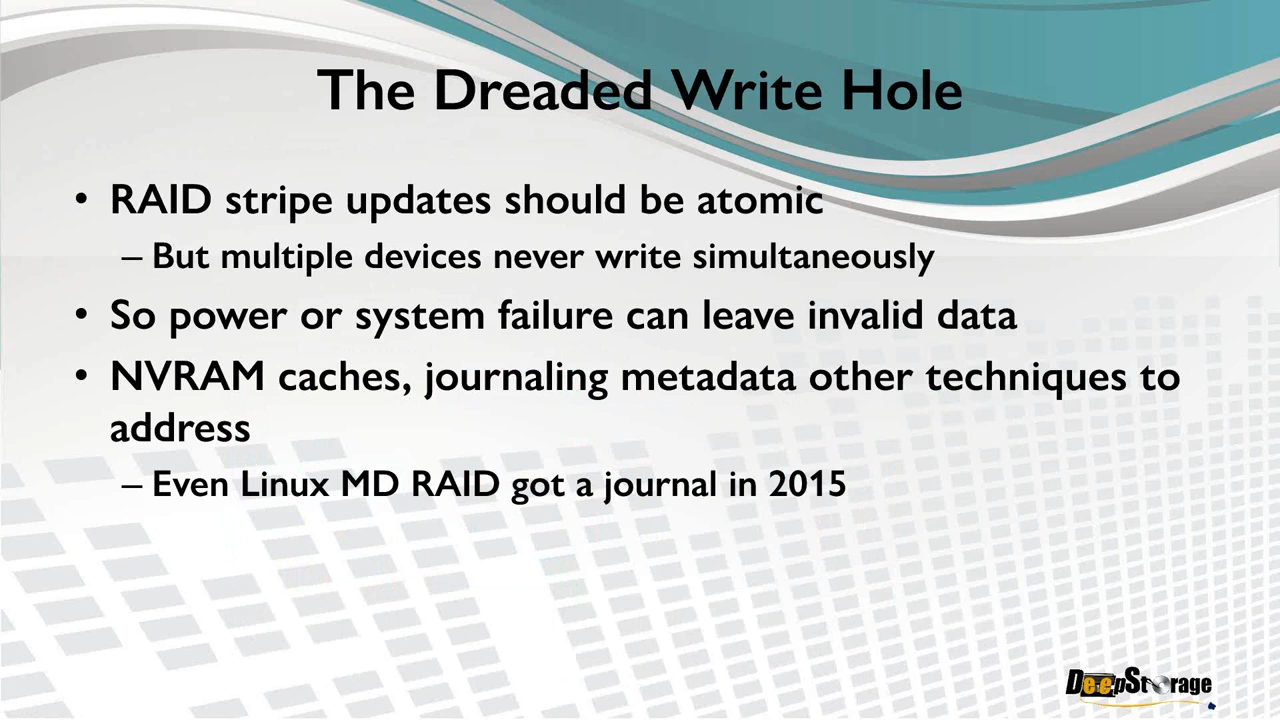 The Dreaded Write Hole
• RAID stripe updates should be atomic
– But multiple devices never write simultaneously
• So power or system failure can leave invalid data
• NVRAM caches, journaling metadata other techniques to
address
– Even Linux MD RAID got a journal in 2015
DeepStorage